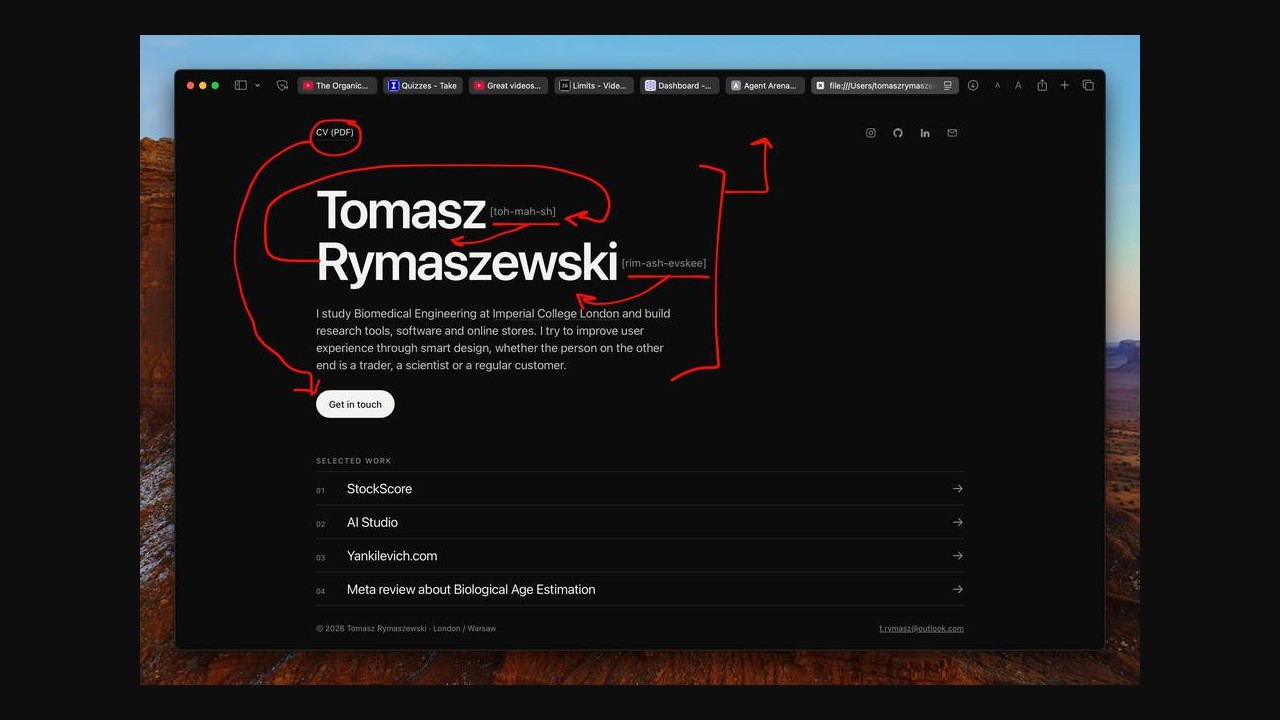 The Organic...
Quizzes - Take
Great videos...
Limits - Vide...
Dashboard -...
Agent Arena...
file:///Users/tomaszrymasze
A
A
CV (PDF)
in
Tomasz [toh-mah-sh]
Rymaszewski [rim-ash-evskee]
I study Biomedical Engineering at Imperial College London and build
research tools, software and online stores. I try to improve user
experience through smart design, whether the person on the other
end is a trader, a scientist or a regular customer.
Get in touch
SELECTED WORK
01 StockScore
02 AI Studio
03 Yankilevich.com
04 Meta review about Biological Age Estimation
© 2026 Tomasz Rymaszewski · London / Warsaw
t.rymasz@outlook.com